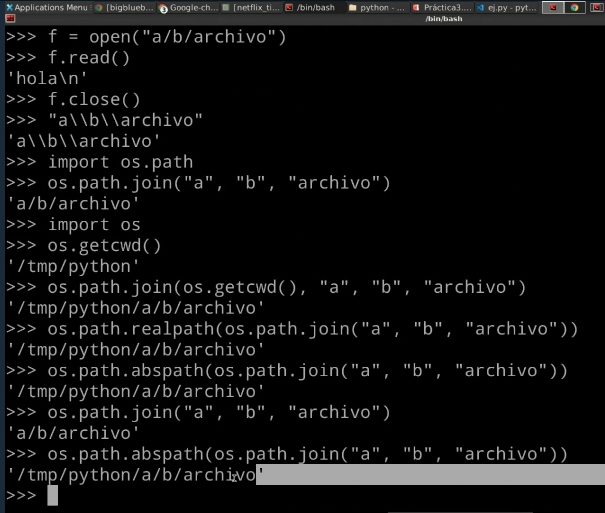 Applications Menu
[bigblueb...
Google-ch...
[netflix_ti...
/bin/bash
python - ...
Práctica3....
ej.py - pyt...
/bin/bash
>>> f = open("a/b/archivo")
>>> f.read()
'hola\n'
>>> f.close()
>>> "a\\b\\archivo"
'a\\b\\archivo'
>>> import os.path
>>> os.path.join("a", "b", "archivo")
'a/b/archivo'
>>> import os
>>> os.getcwd()
'/tmp/python'
>>> os.path.join(os.getcwd(), "a", "b", "archivo")
'/tmp/python/a/b/archivo'
>>> os.path.realpath(os.path.join("a", "b", "archivo"))
'/tmp/python/a/b/archivo'
>>> os.path.abspath(os.path.join("a", "b", "archivo"))
'/tmp/python/a/b/archivo'
>>> os.path.join("a", "b", "archivo")
'a/b/archivo'
>>> os.path.abspath(os.path.join("a", "b", "archivo"))
'/tmp/python/a/b/archivo'
>>>